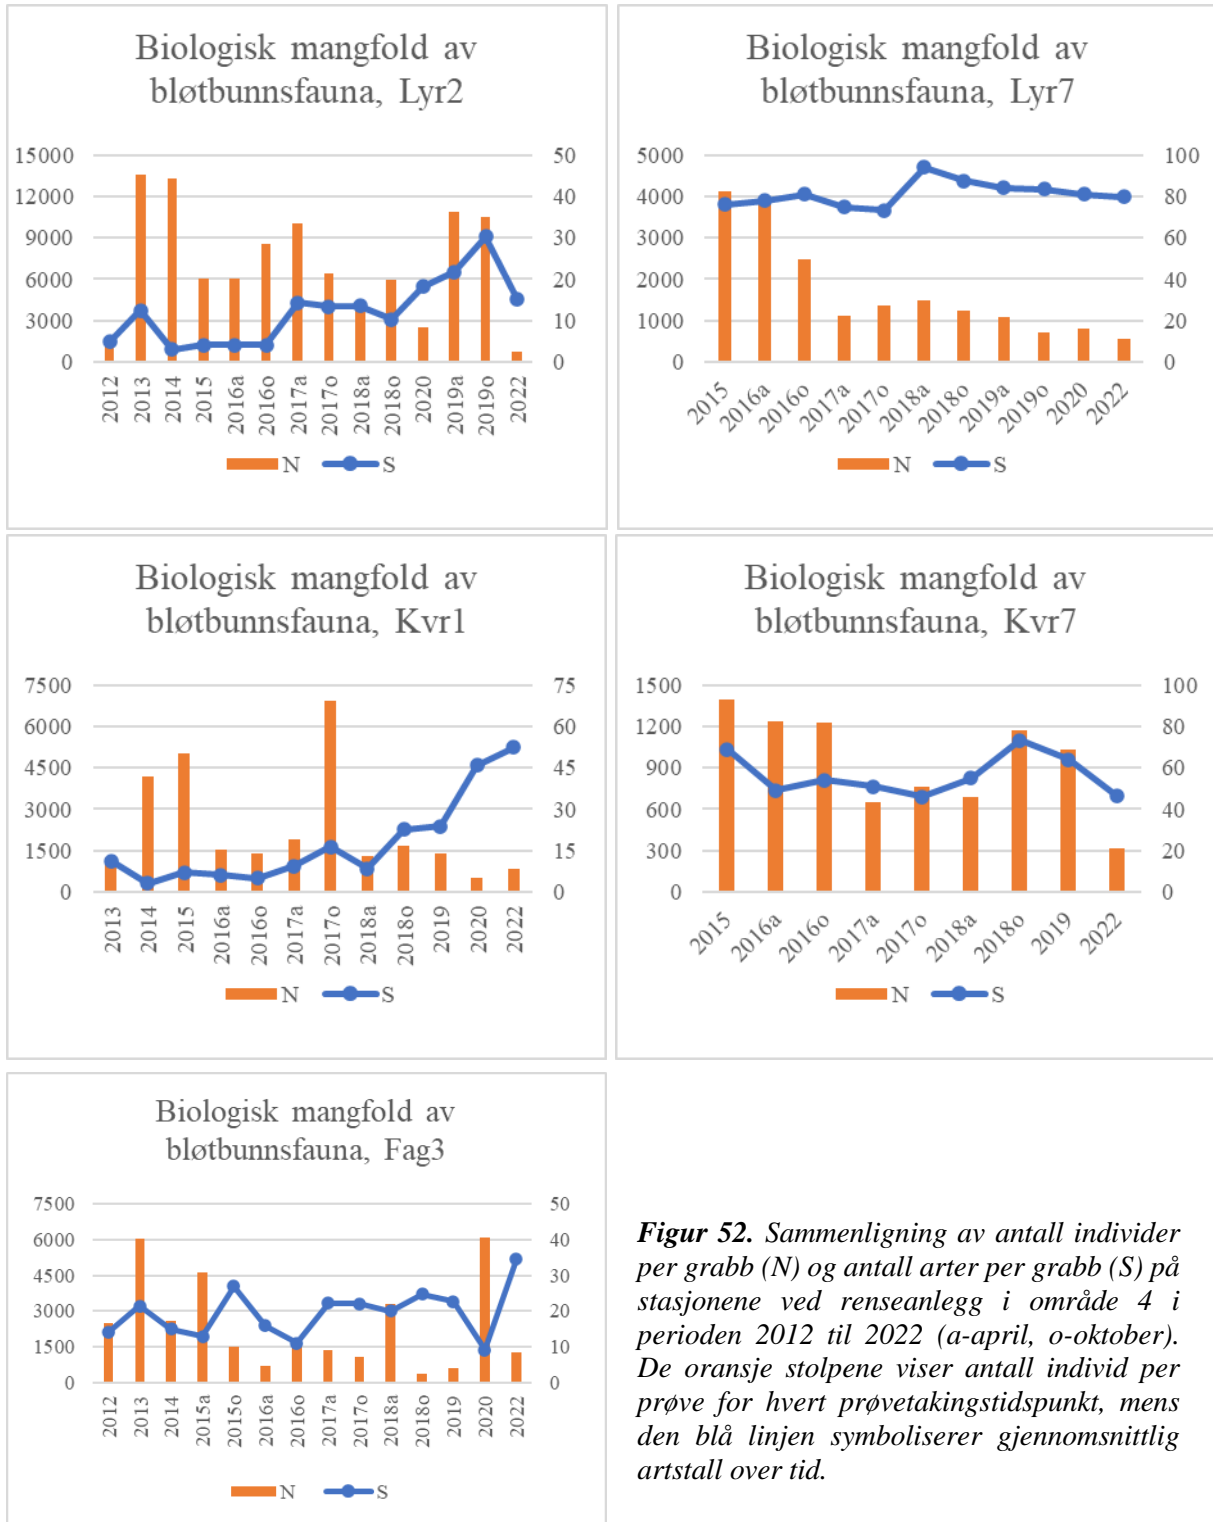 Biologisk mangfold av
bløtbunnsfauna, Lyr2
15000 50
12000 40
9000 30
6000 20
3000 10
0 0
2012 2013 2014 2015 2016a 2016o 2017a 2017o 2018a 2018o 2020 2019a 2019o 2022
N S
Biologisk mangfold av
bløtbunnsfauna, Lyr7
5000 100
4000 80
3000 60
2000 40
1000 20
0 0
2015 2016a 2016o 2017a 2017o 2018a 2018o 2019a 2019o 2020 2022
N S
Biologisk mangfold av
bløtbunnsfauna, Kvr1
7500 75
6000 60
4500 45
3000 30
1500 15
0 0
2013 2014 2015 2016a 2016o 2017a 2017o 2018a 2018o 2019 2020 2022
N S
Biologisk mangfold av
bløtbunnsfauna, Kvr7
1500 100
1200 80
900 60
600 40
300 20
0 0
2015 2016a 2016o 2017a 2017o 2018a 2018o 2019 2022
N S
Biologisk mangfold av
bløtbunnsfauna, Fag3
7500 50
6000 40
4500 30
3000 20
1500 10
0 0
2012 2013 2014 2015a 2015o 2016a 2016o 2017a 2017o 2018a 2018o 2019 2020 2022
N S
Figur 52. Sammenligning av antall individer
per grabb (N) og antall arter per grabb (S) på
stasjonene ved renseanlegg i område 4 i
perioden 2012 til 2022 (a-april, o-oktober).
De oransje stolpene viser antall individ per
prøve for hvert prøvetakingstidspunkt, mens
den blå linjen symboliserer gjennomsnittlig
artstall over tid.